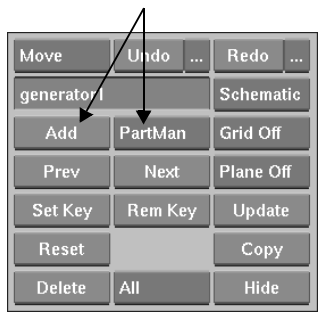 Move Undo ... Redo ...
generator1 Schematic
Add PartMan Grid Off
Prev Next Plane Off
Set Key Rem Key Update
Reset Copy
Delete All Hide